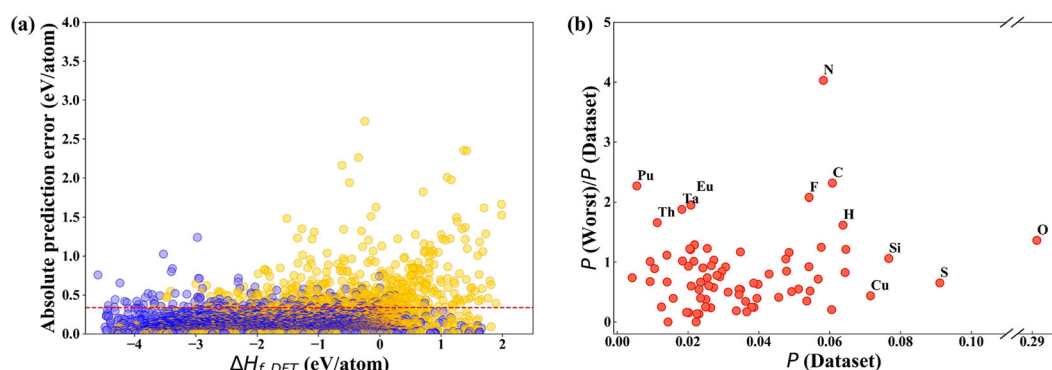 (a)
Absolute prediction error (eV/atom)
4.0
3.5
3.0
2.5
2.0
1.5
1.0
0.5
0.0
−4
−3
−2
−1
0
1
2
ΔHf, DFT (eV/atom)
(b)
P (Worst)/P (Dataset)
5
4
3
2
1
0
N
Pu
Eu
Ta
Th
F
C
H
Si
Cu
S
O
0.00
0.02
0.04
0.06
0.08
0.10
0.29
P (Dataset)